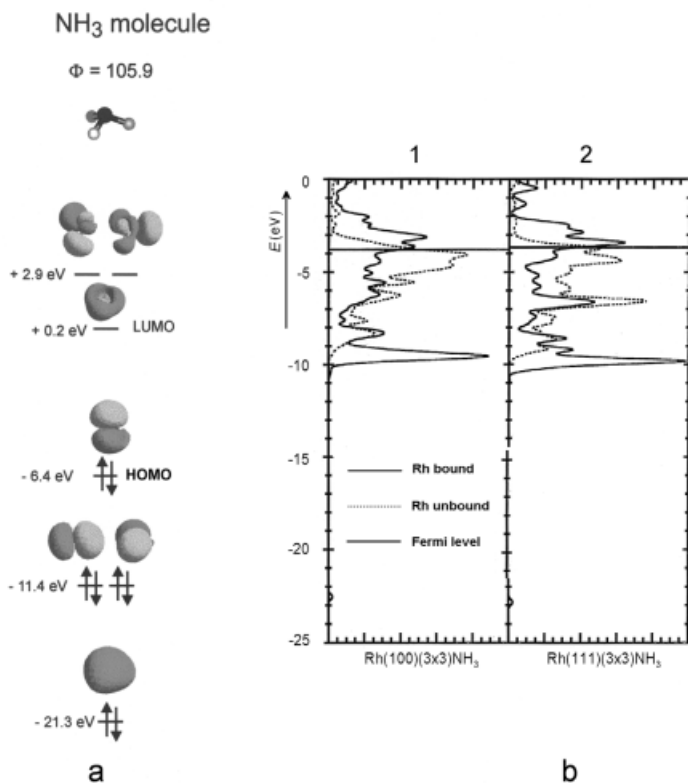 NH3 molecule
Φ = 105.9
+ 2.9 eV
+ 0.2 eV
LUMO
- 6.4 eV
HOMO
- 11.4 eV
- 21.3 eV
a
1
2
E(eV)
0
-5
-10
-15
-20
-25
Rh bound
Rh unbound
Fermi level
Rh(100)(3x3)NH3
Rh(111)(3x3)NH3
b